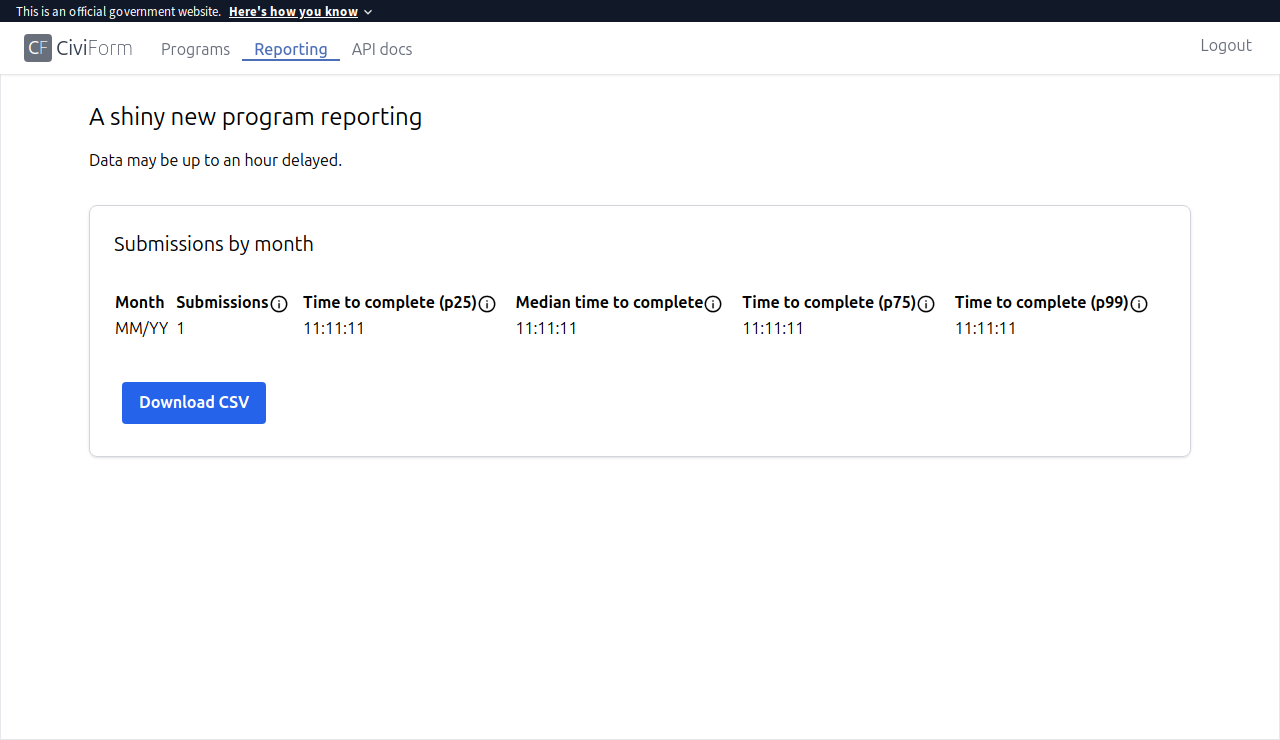 This is an official government website. Here's how you know
CF CiviForm Programs Reporting API docs Logout
A shiny new program reporting
Data may be up to an hour delayed.
Submissions by month
Month Submissions Time to complete (p25) Median time to complete Time to complete (p75) Time to complete (p99)
MM/YY 1 11:11:11 11:11:11 11:11:11 11:11:11
Download CSV